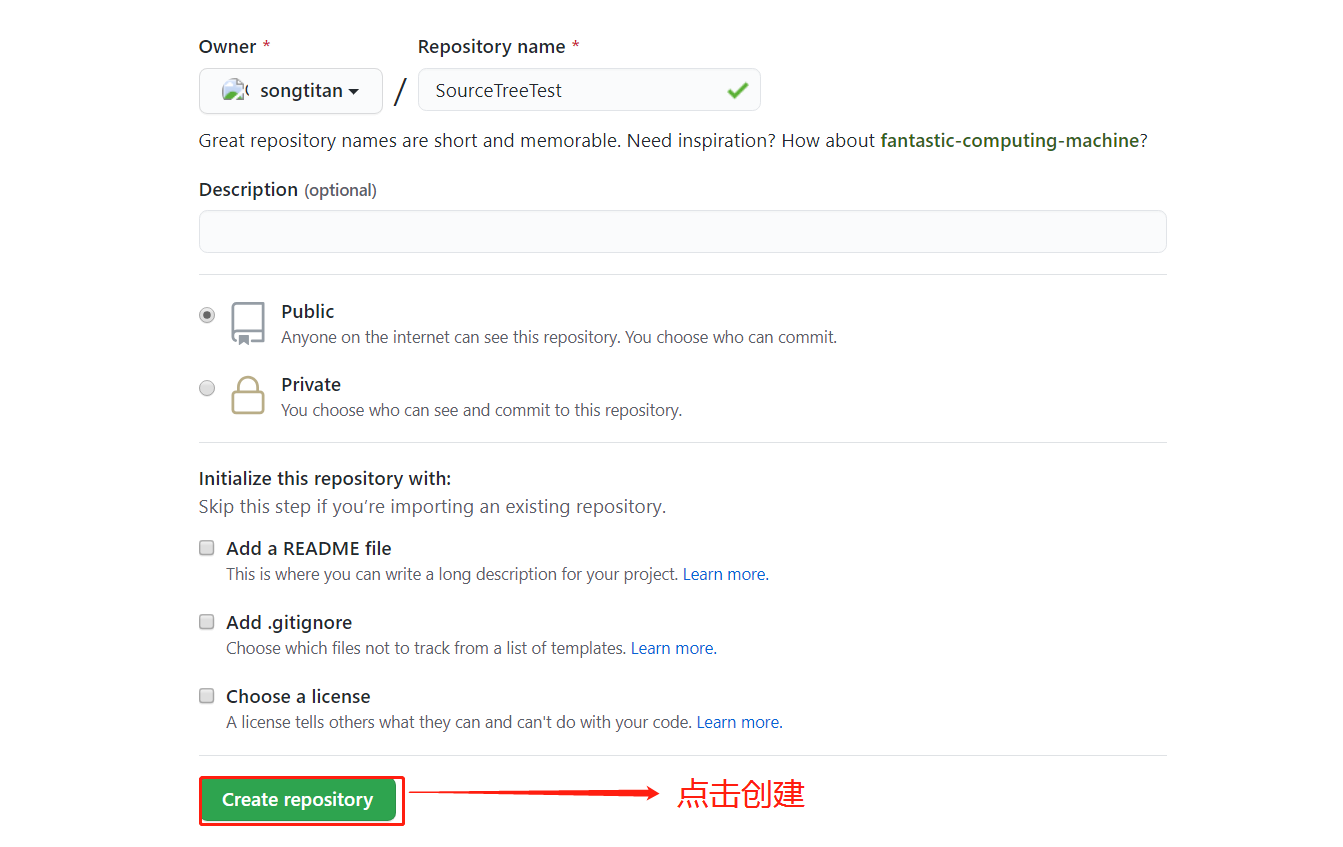 Owner *
Repository name *
songtitan
/
SourceTreeTest
Great repository names are short and memorable. Need inspiration? How about fantastic-computing-machine?
Description (optional)
Public
Anyone on the internet can see this repository. You choose who can commit.
Private
You choose who can see and commit to this repository.
Initialize this repository with:
Skip this step if you’re importing an existing repository.
Add a README file
This is where you can write a long description for your project. Learn more.
Add .gitignore
Choose which files not to track from a list of templates. Learn more.
Choose a license
A license tells others what they can and can't do with your code. Learn more.
Create repository
点击创建